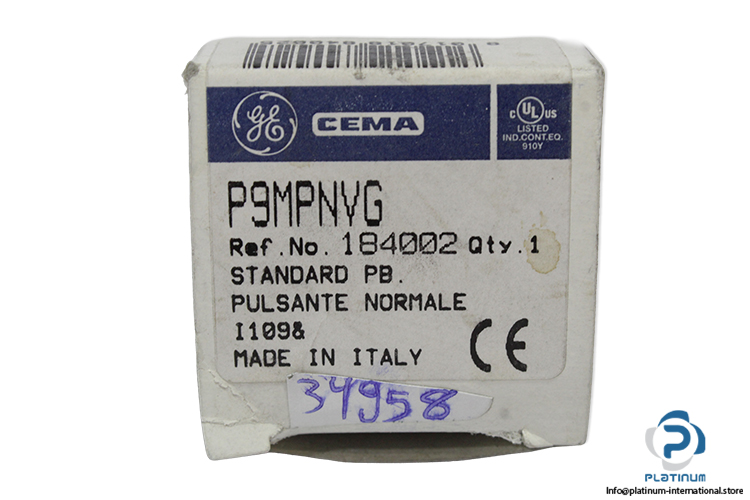 GE CEMA
C UL US
LISTED
IND.CONT.EQ.
910Y
P9MPNVG
Ref.No. 184002 Qty.1
STANDARD PB.
PULSANTE NORMALE
I109&
MADE IN ITALY
CE
34958
PLATINUM
Info@platinum-international.store